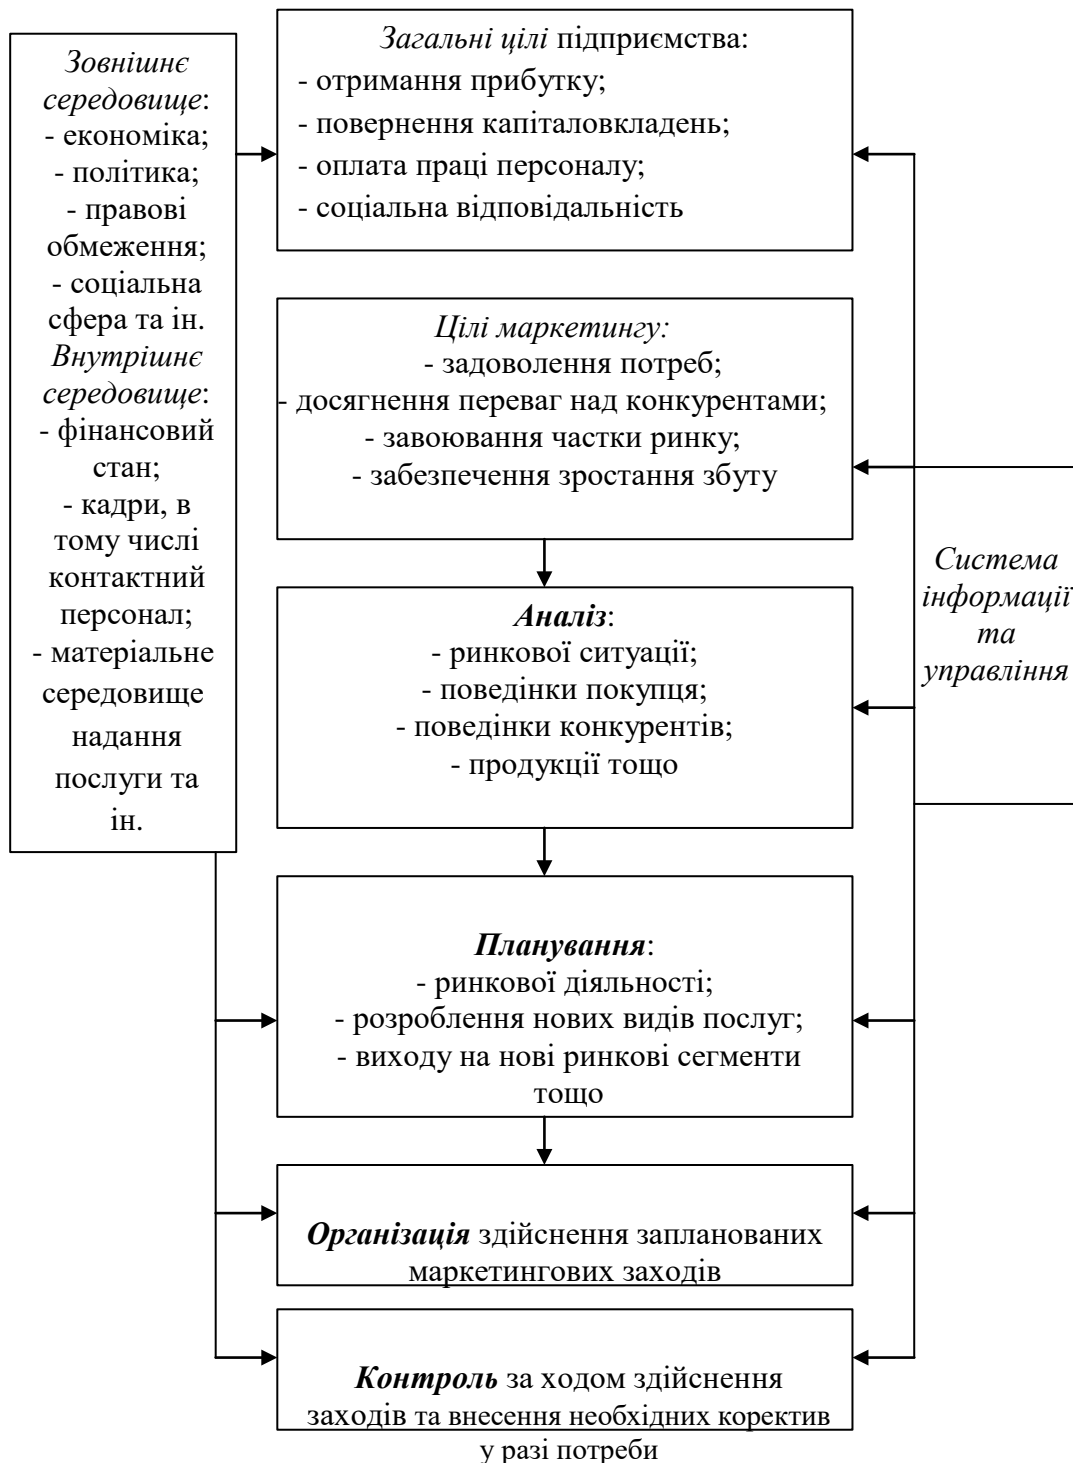 Зовнішнє
середовище:
- економіка;
- політика;
- правові
обмеження;
- соціальна
сфера та ін.
Внутрішнє
середовище:
- фінансовий
стан;
- кадри, в
тому числі
контактний
персонал;
- матеріальне
середовище
надання
послуги та
ін.
Загальні цілі підприємства:
- отримання прибутку;
- повернення капіталовкладень;
- оплата праці персоналу;
- соціальна відповідальність
Цілі маркетингу:
- задоволення потреб;
- досягнення переваг над конкурентами;
- завоювання частки ринку;
- забезпечення зростання збуту
Аналіз:
- ринкової ситуації;
- поведінки покупця;
- поведінки конкурентів;
- продукції тощо
Планування:
- ринкової діяльності;
- розроблення нових видів послуг;
- виходу на нові ринкові сегменти
тощо
Організація здійснення запланованих
маркетингових заходів
Контроль за ходом здійснення
заходів та внесення необхідних коректив
у разі потреби
Система
інформації
та
управління